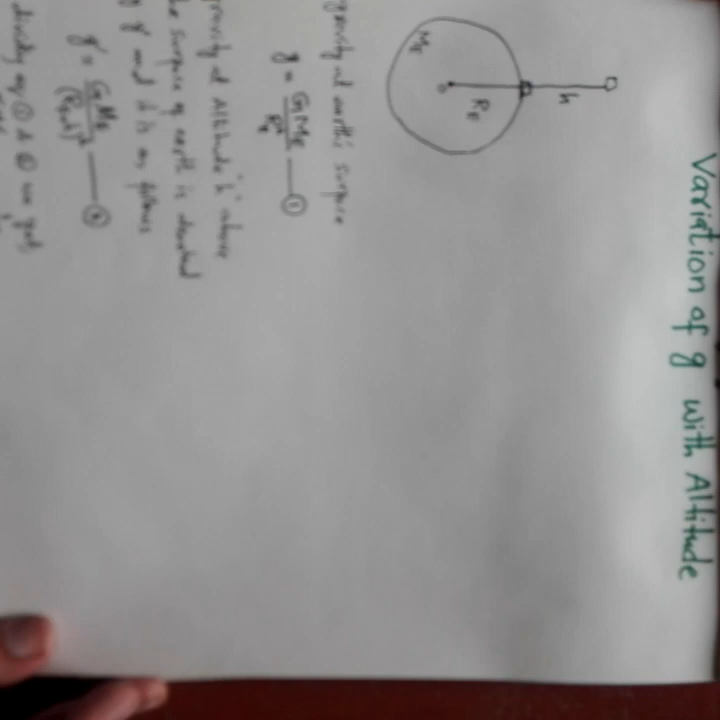 Variation of g with Altitude
h
RE
ME
gravity at earth's surface
g = GME/RE² — ①
gravity at Altitude "h" above
the surface of earth is denoted
g' and it is as follows
g' = GME/(RE+h)² — ②
dividing eq ① & ② we get